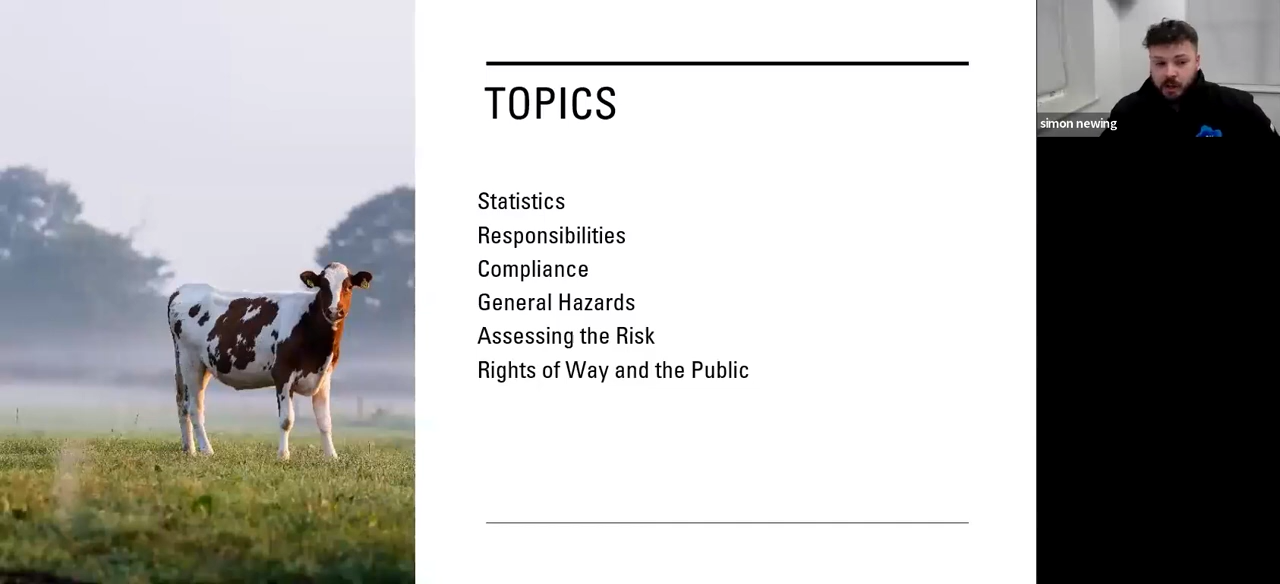 TOPICS
Statistics
Responsibilities
Compliance
General Hazards
Assessing the Risk
Rights of Way and the Public
simon newing